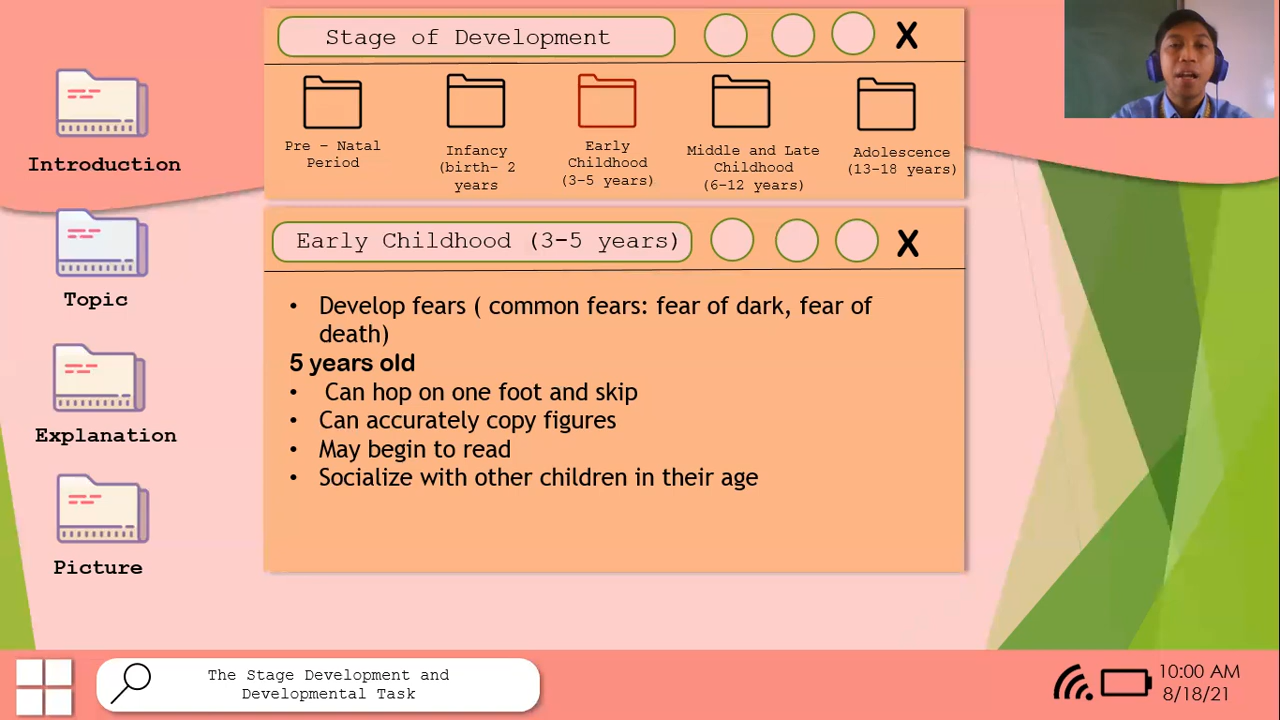 Stage of Development
X
Pre – Natal
Period
Infancy
(birth– 2
years
Early
Childhood
(3–5 years)
Middle and Late
Childhood
(6–12 years)
Adolescence
(13–18 years)
Introduction
Topic
Explanation
Picture
Early Childhood (3–5 years)
X
• Develop fears ( common fears: fear of dark, fear of
death)
5 years old
• Can hop on one foot and skip
• Can accurately copy figures
• May begin to read
• Socialize with other children in their age
The Stage Development and
Developmental Task
10:00 AM
8/18/21